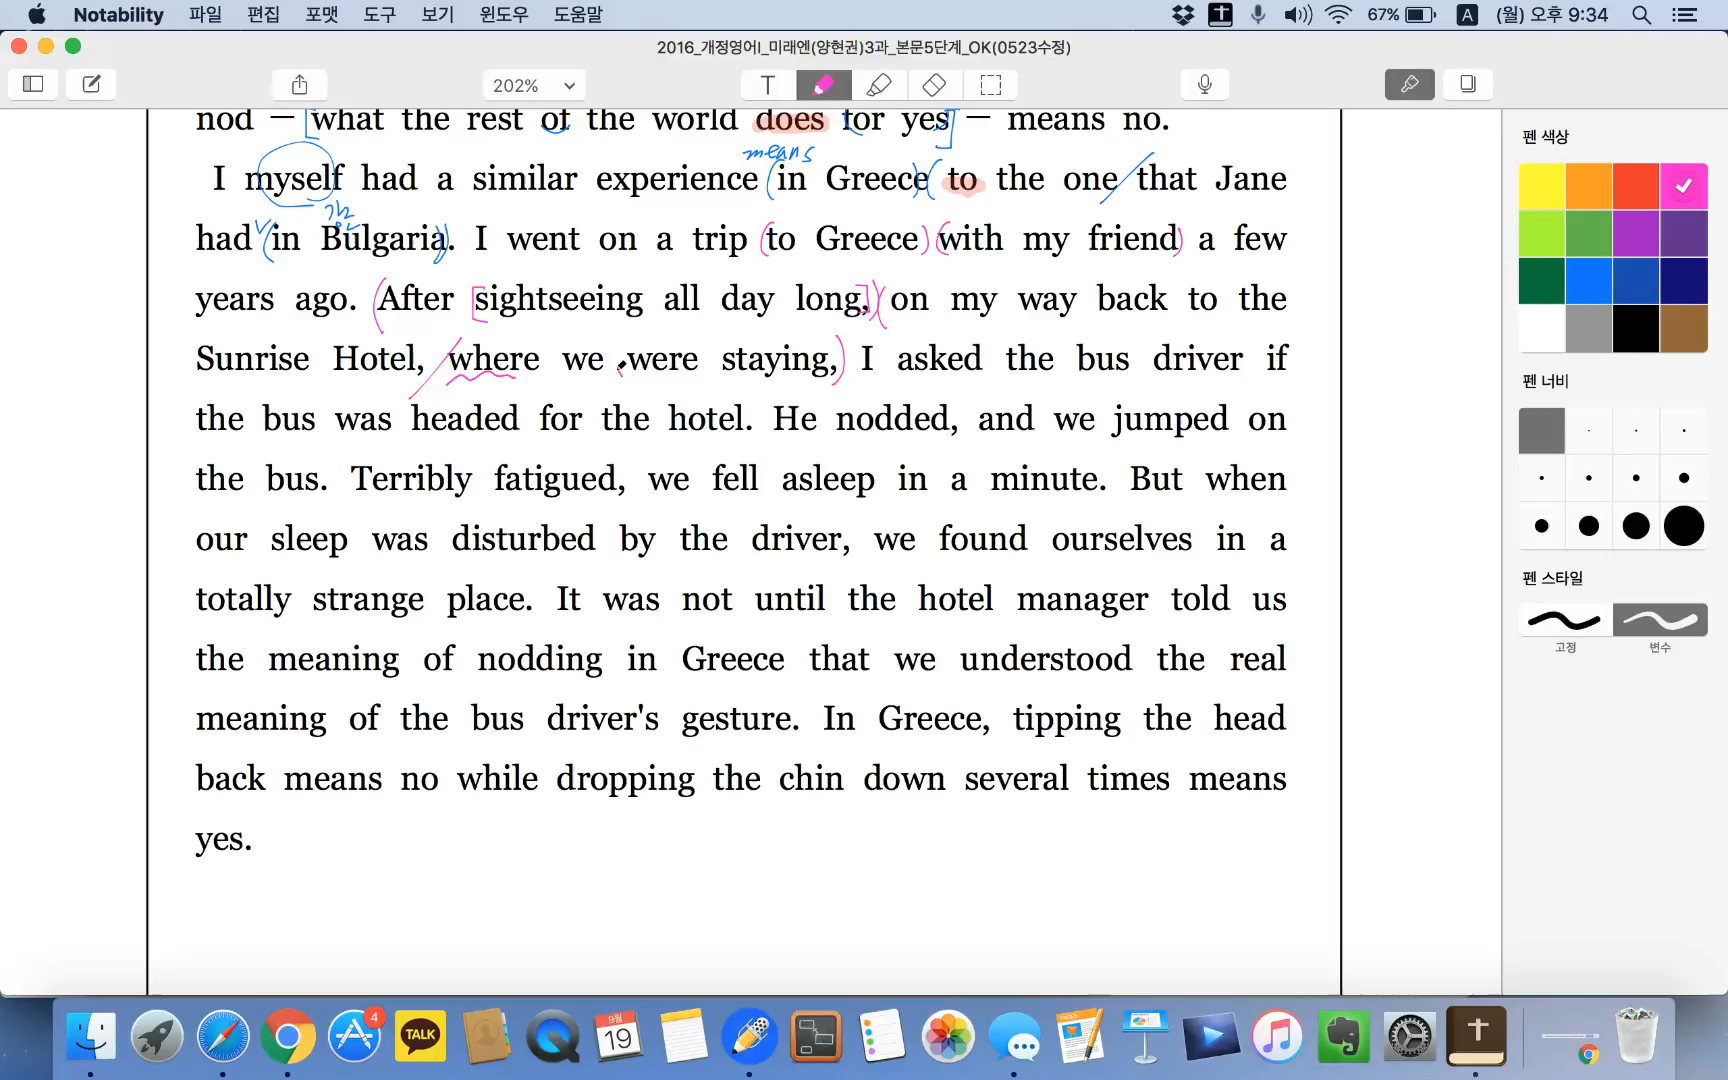 Notability 파일 편집 포맷 도구 보기 윈도우 도움말 67% A (월) 오후 9:34
2016_개정영어I_미래엔(양현권)3과_본문5단계_OK(0523수정)
202% T
nod — [what the rest of the world does for yes] — means no.
means
I myself had a similar experience (in Greece) (to the one / that Jane
had (in Bulgaria). I went on a trip (to Greece) (with my friend) a few
years ago. (After [sightseeing all day long,]) (on my way back to the
Sunrise Hotel, / where we were staying,) I asked the bus driver if
the bus was headed for the hotel. He nodded, and we jumped on
the bus. Terribly fatigued, we fell asleep in a minute. But when
our sleep was disturbed by the driver, we found ourselves in a
totally strange place. It was not until the hotel manager told us
the meaning of nodding in Greece that we understood the real
meaning of the bus driver's gesture. In Greece, tipping the head
back means no while dropping the chin down several times means
yes.
펜 색상
펜 너비
펜 스타일
고정 변수
4
TALK
9월
19
PAGES